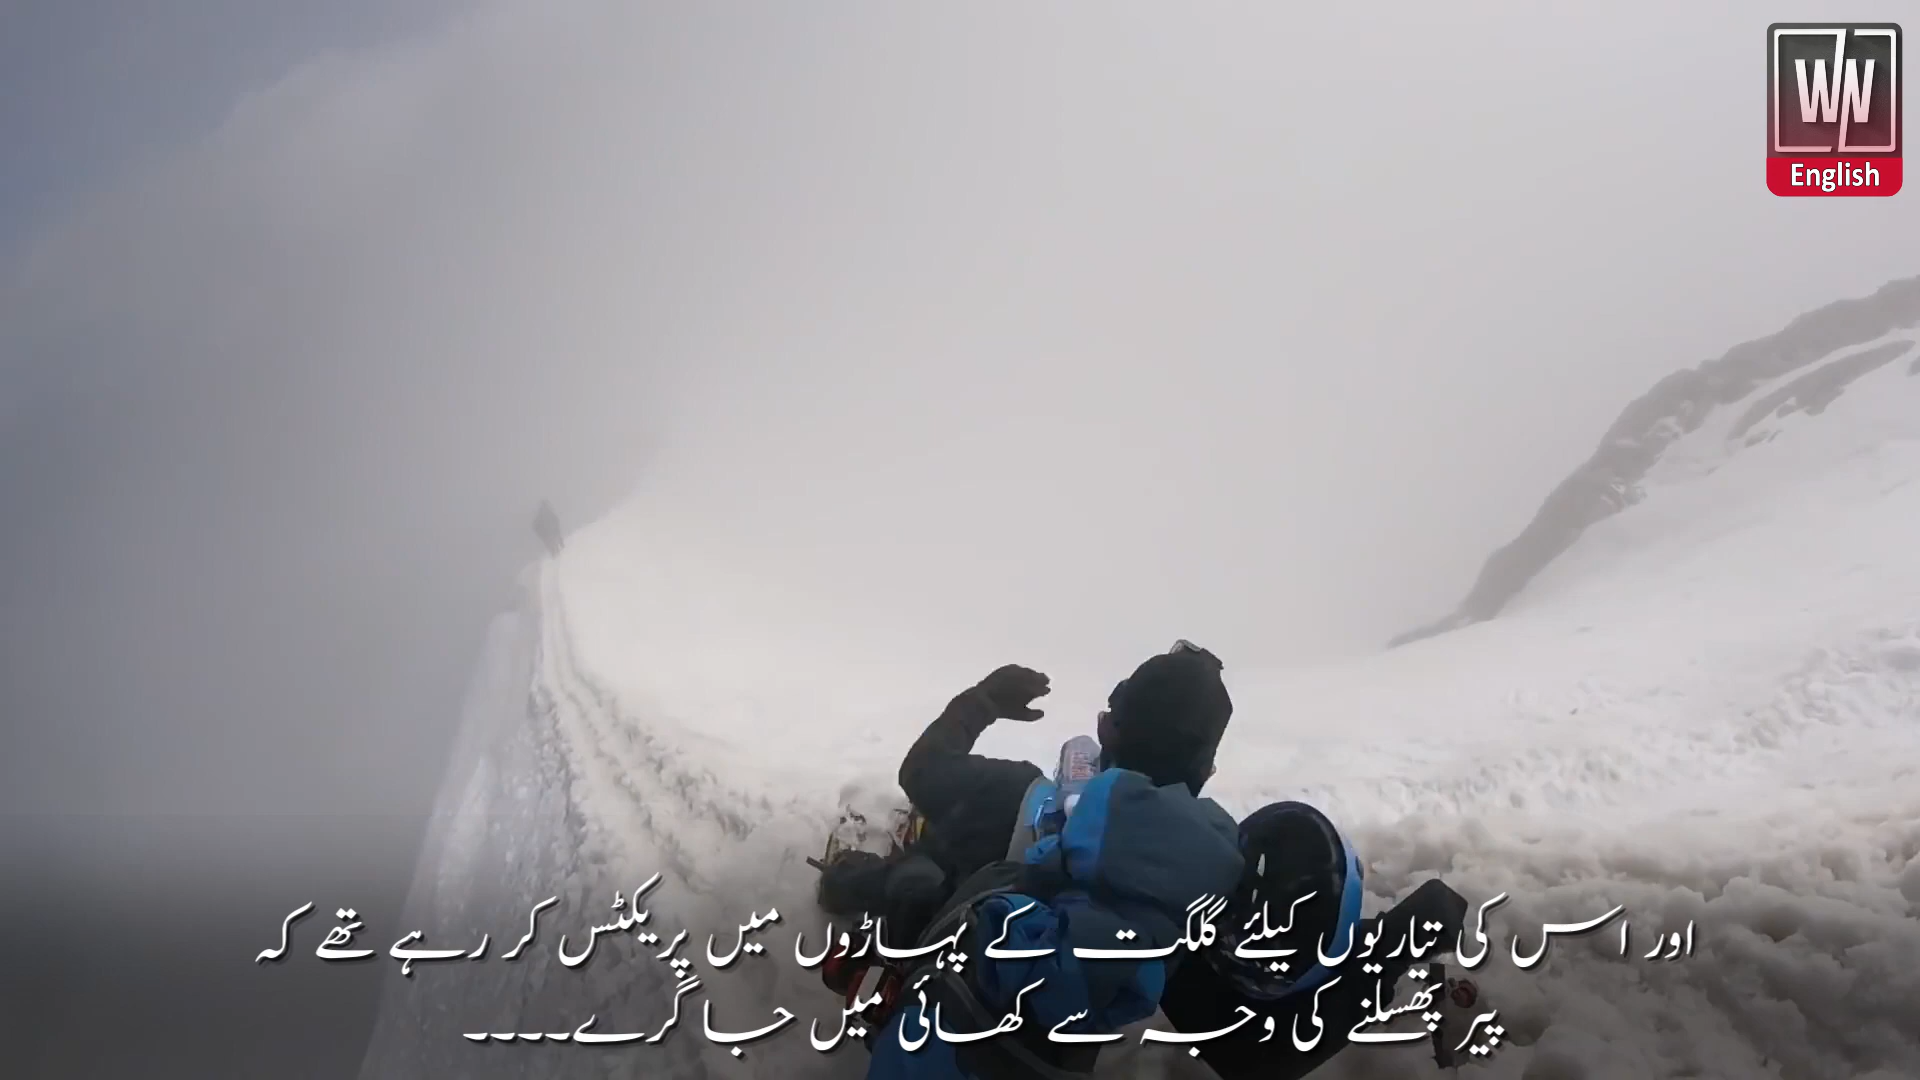 WN
English
اور اس کی تیاریوں کیلئے گلگت کے پہاڑوں میں پریکٹس کر رہے تھے کہ
پیر پھسلنے کی وجہ سے کھائی میں جا گرے۔۔۔۔